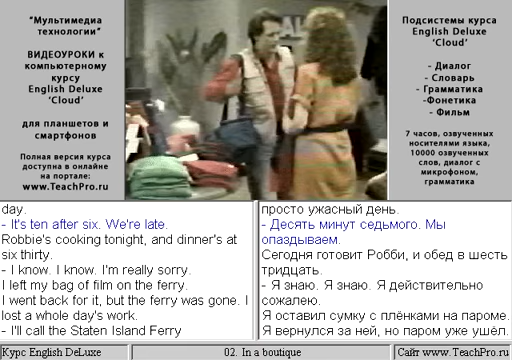 "Мультимедиа
технологии"
ВИДЕОУРОКИ к
компьютерному
курсу
English DeLuxe
'Cloud'
для планшетов и
смартфонов
Полная версия курса
доступна в онлайне
на портале:
www.TeachPro.ru
Подсистемы курса
English Deluxe
'Cloud'
- Диалог
- Словарь
- Грамматика
-Фонетика
- Фильм
7 часов, озвученных
носителями языка,
10000 озвученных
слов, диалог с
микрофоном,
грамматика
day.
- It's ten after six. We're late.
Robbie's cooking tonight, and dinner's at
six thirty.
- I know. I know. I'm really sorry.
I left my bag of film on the ferry.
I went back for it, but the ferry was gone. I
lost a whole day's work.
- I'll call the Staten Island Ferry
просто ужасный день.
- Десять минут седьмого. Мы
опаздываем.
Сегодня готовит Робби, и обед в шесть
тридцать.
- Я знаю. Я знаю. Я действительно
сожалею.
Я оставил сумку с плёнками на пароме.
Я вернулся за ней, но паром уже ушёл.
Курс English DeLuxe
02. In a boutique
Сайт www.TeachPro.ru